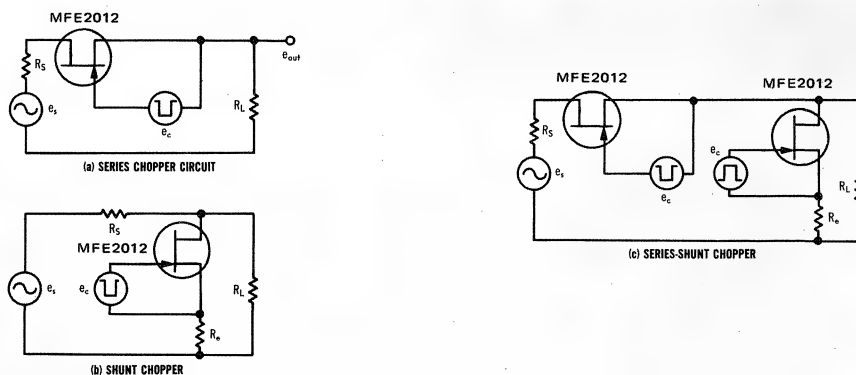 MFE2012
R_S
e_out
e_s
R_L
e_c
(a) SERIES CHOPPER CIRCUIT
R_S
MFE2012
e_s
e_c
R_L
R_e
(b) SHUNT CHOPPER
MFE2012
MFE2012
R_S
e_c
e_s
e_c
R_L
R_e
(c) SERIES-SHUNT CHOPPER